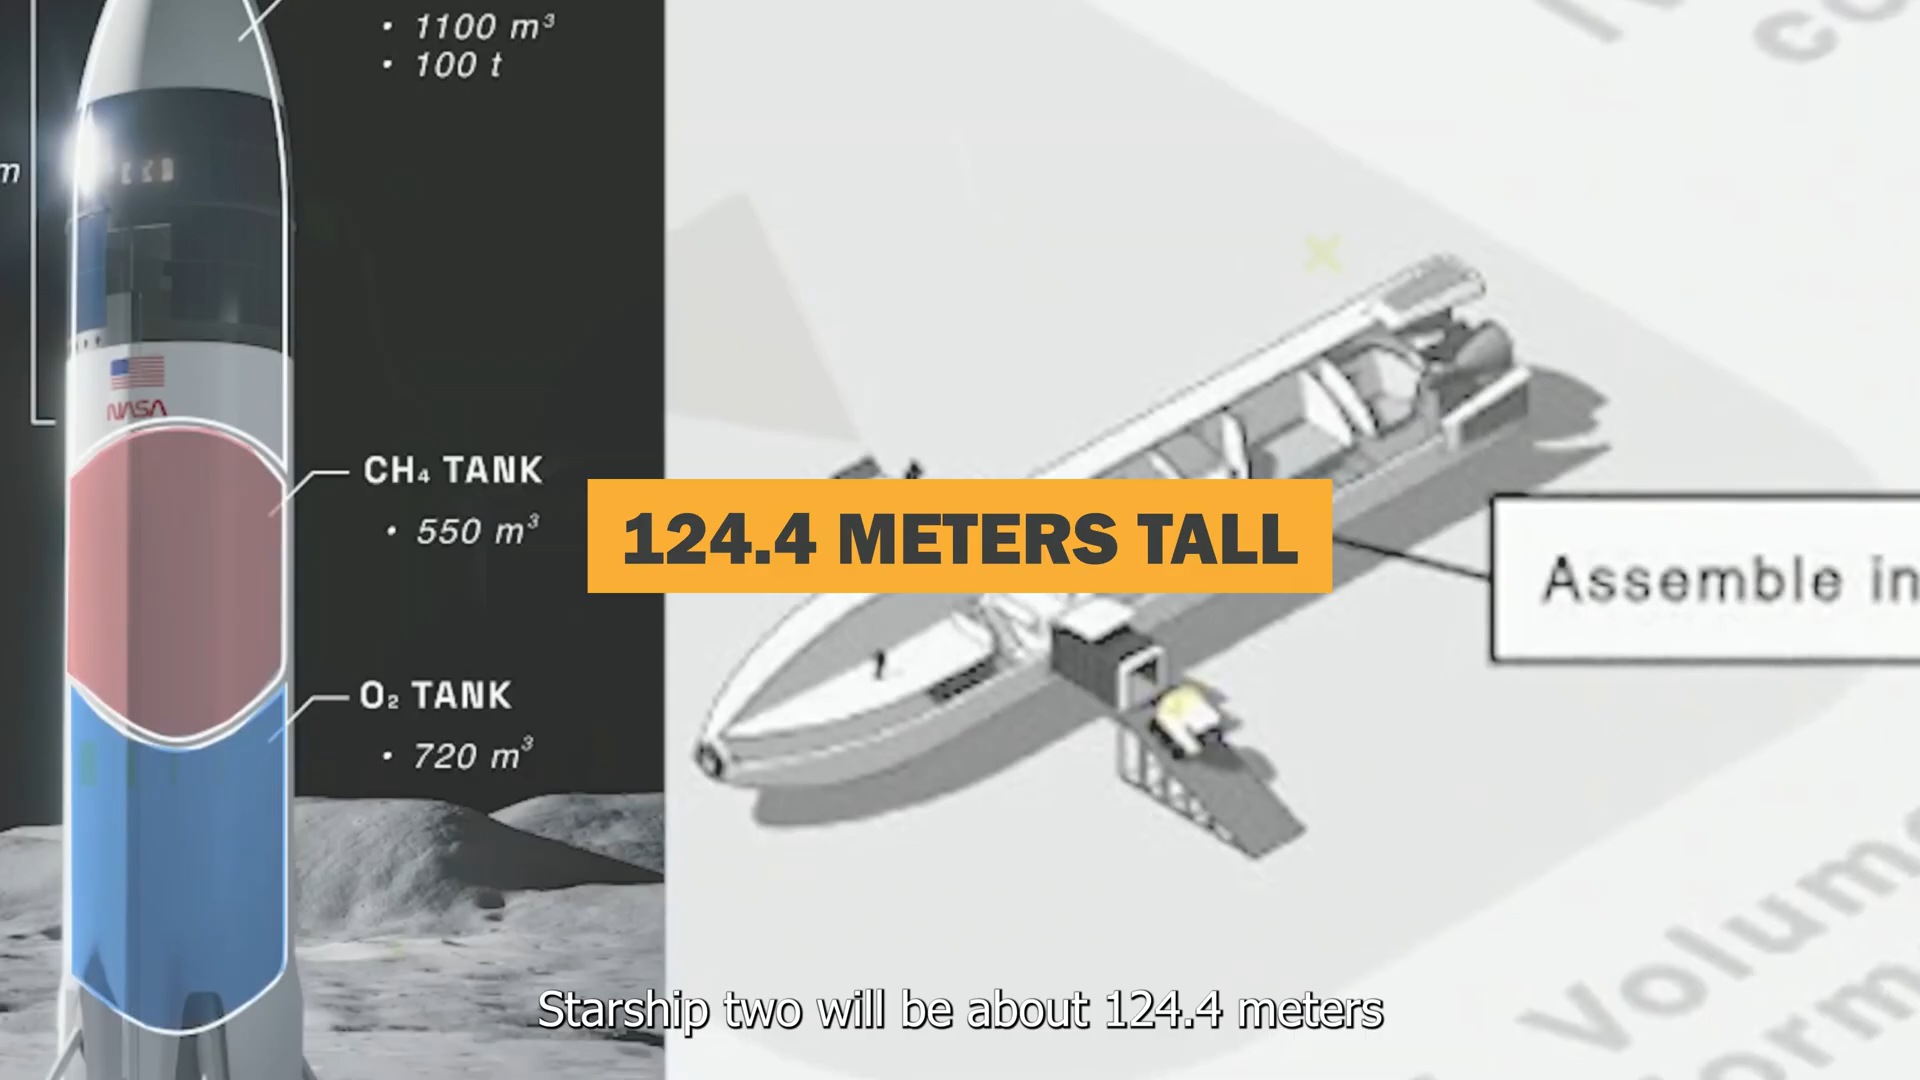 • 1100 m³
• 100 t
m
NASA
CH₄ TANK
• 550 m³
O₂ TANK
• 720 m³
124.4 METERS TALL
Assemble in
Starship two will be about 124.4 meters